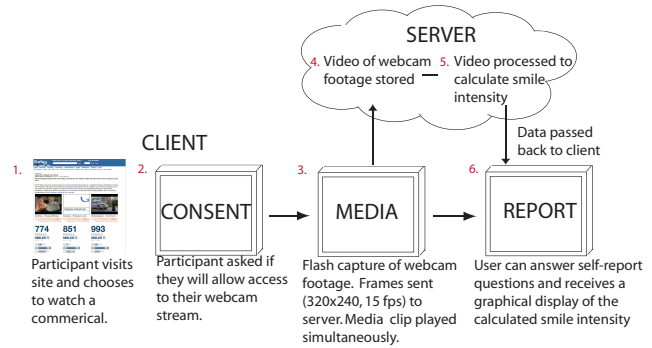 SERVER
4. Video of webcam
footage stored
5. Video processed to
calculate smile
intensity
Data passed
back to client
CLIENT
1.
774
851
993
Participant visits
site and chooses
to watch a
commerical.
2.
CONSENT
Participant asked if
they will allow access
to their webcam
stream.
3.
MEDIA
Flash capture of webcam
footage. Frames sent
(320x240, 15 fps) to
server. Media clip played
simultaneously.
6.
REPORT
User can answer self-report
questions and receives a
graphical display of the
calculated smile intensity